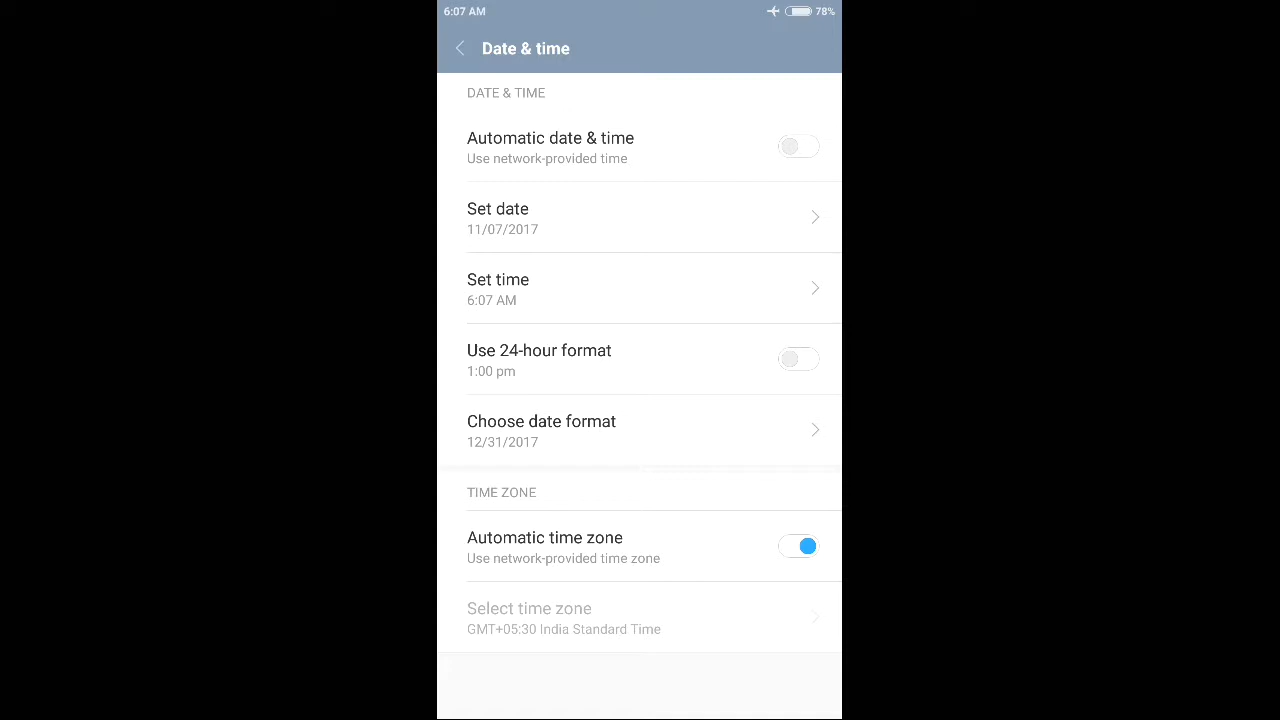 6:07 AM 78%
Date & time
DATE & TIME
Automatic date & time
Use network-provided time
Set date
11/07/2017
Set time
6:07 AM
Use 24-hour format
1:00 pm
Choose date format
12/31/2017
TIME ZONE
Automatic time zone
Use network-provided time zone
Select time zone
GMT+05:30 India Standard Time